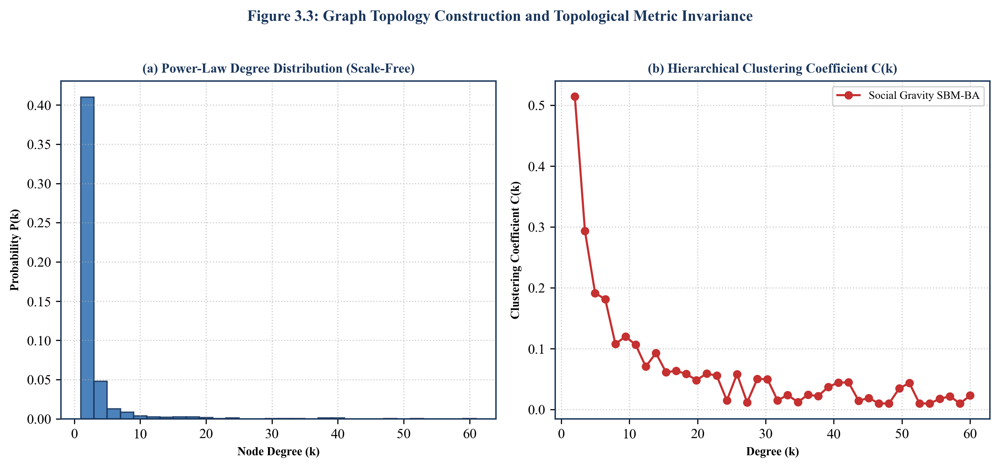 Figure 3.3: Graph Topology Construction and Topological Metric Invariance
(a) Power-Law Degree Distribution (Scale-Free)
Probability P(k)
0.40
0.35
0.30
0.25
0.20
0.15
0.10
0.05
0.00
0 10 20 30 40 50 60
Node Degree (k)
(b) Hierarchical Clustering Coefficient C(k)
Social Gravity SBM-BA
Clustering Coefficient C(k)
0.5
0.4
0.3
0.2
0.1
0.0
0 10 20 30 40 50 60
Degree (k)